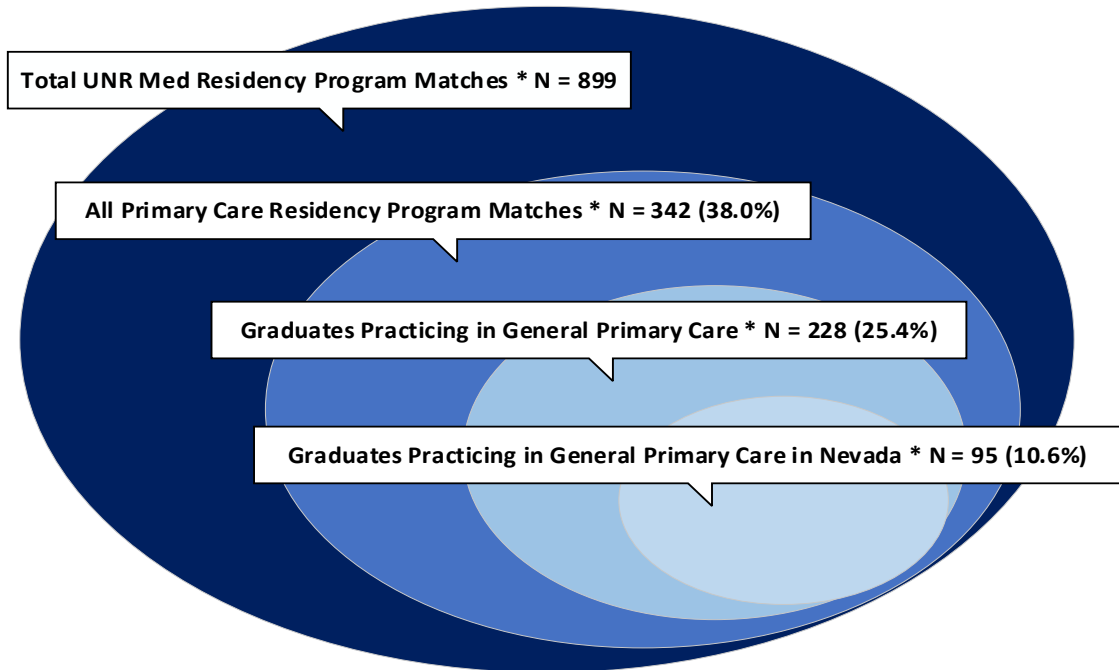 Total UNR Med Residency Program Matches * N = 899
All Primary Care Residency Program Matches * N = 342 (38.0%)
Graduates Practicing in General Primary Care * N = 228 (25.4%)
Graduates Practicing in General Primary Care in Nevada * N = 95 (10.6%)